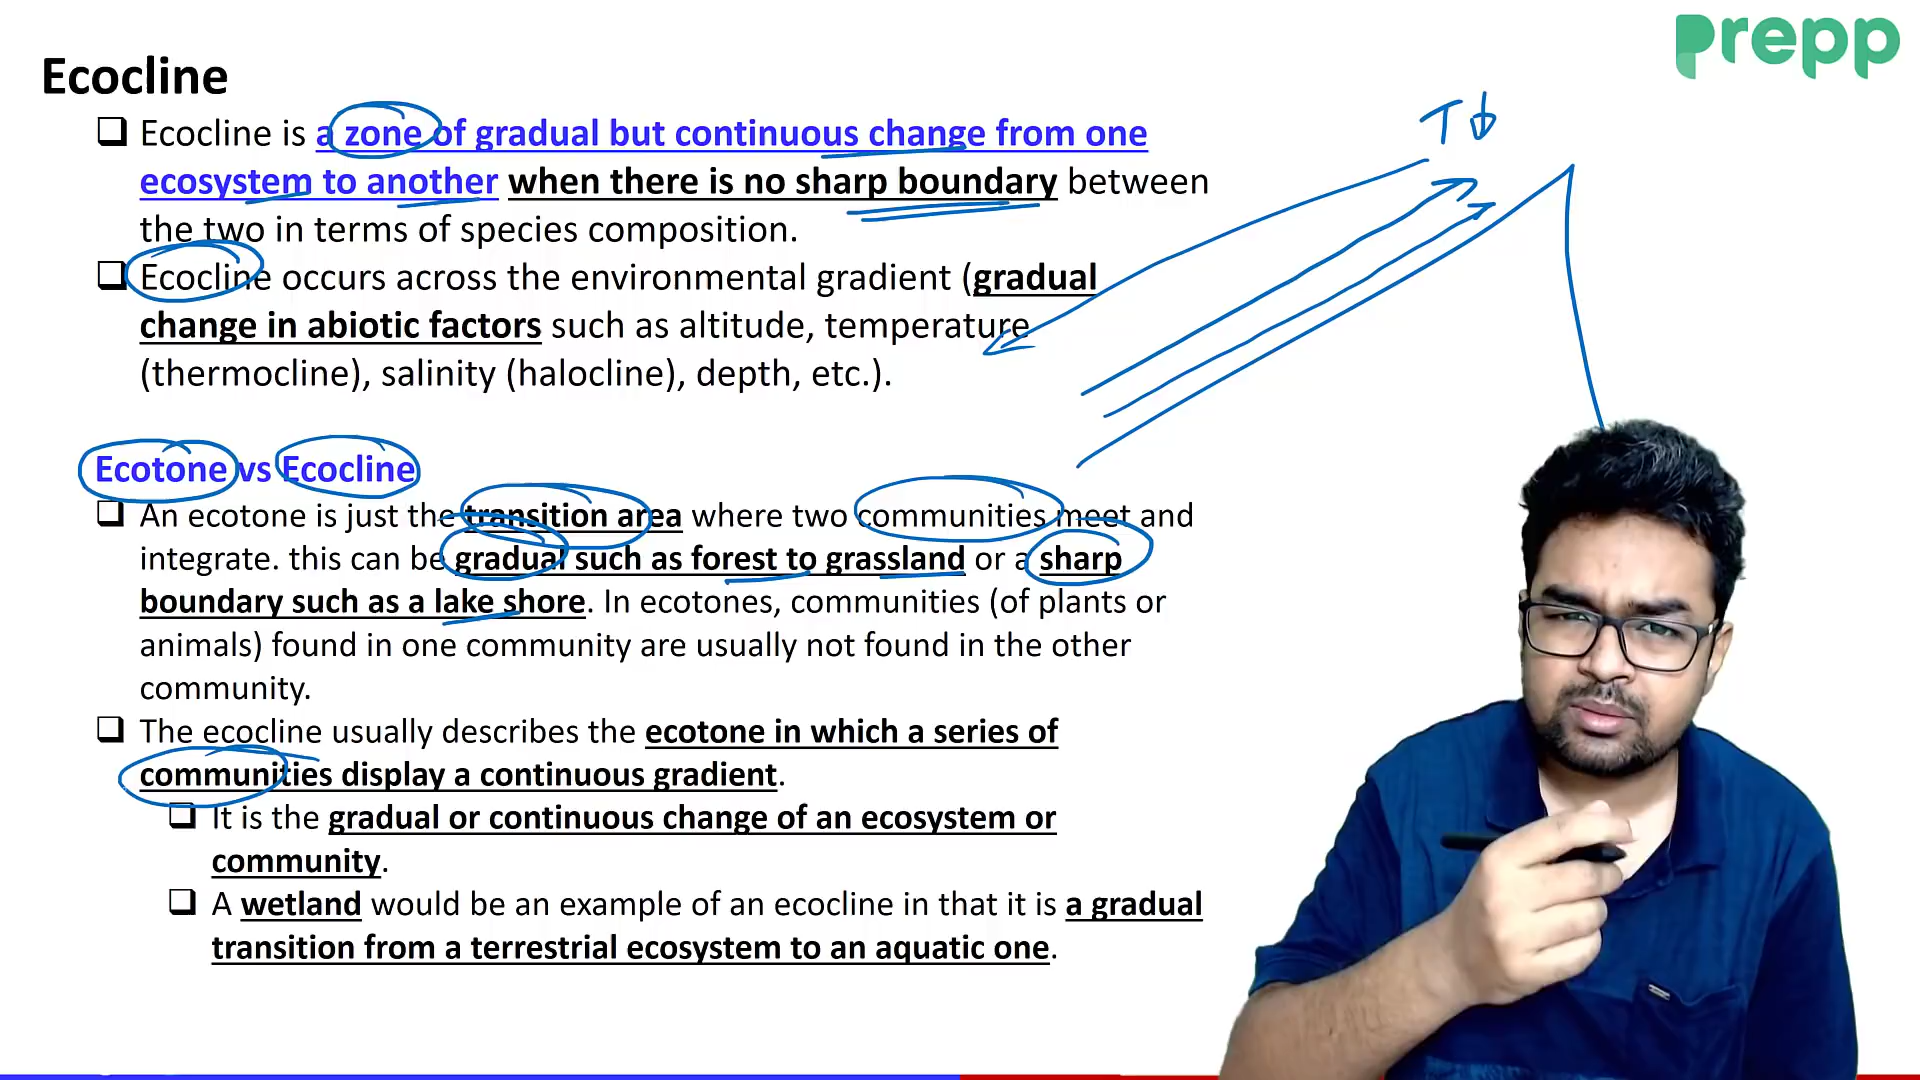 prepp
Ecocline
Ecocline is a zone of gradual but continuous change from one
ecosystem to another when there is no sharp boundary between
the two in terms of species composition.
Ecocline occurs across the environmental gradient (gradual
change in abiotic factors such as altitude, temperature
(thermocline), salinity (halocline), depth, etc.).
T↓
Ecotone vs Ecocline
An ecotone is just the transition area where two communities meet and
integrate. this can be gradual such as forest to grassland or a sharp
boundary such as a lake shore. In ecotones, communities (of plants or
animals) found in one community are usually not found in the other
community.
The ecocline usually describes the ecotone in which a series of
communities display a continuous gradient.
It is the gradual or continuous change of an ecosystem or
community.
A wetland would be an example of an ecocline in that it is a gradual
transition from a terrestrial ecosystem to an aquatic one.